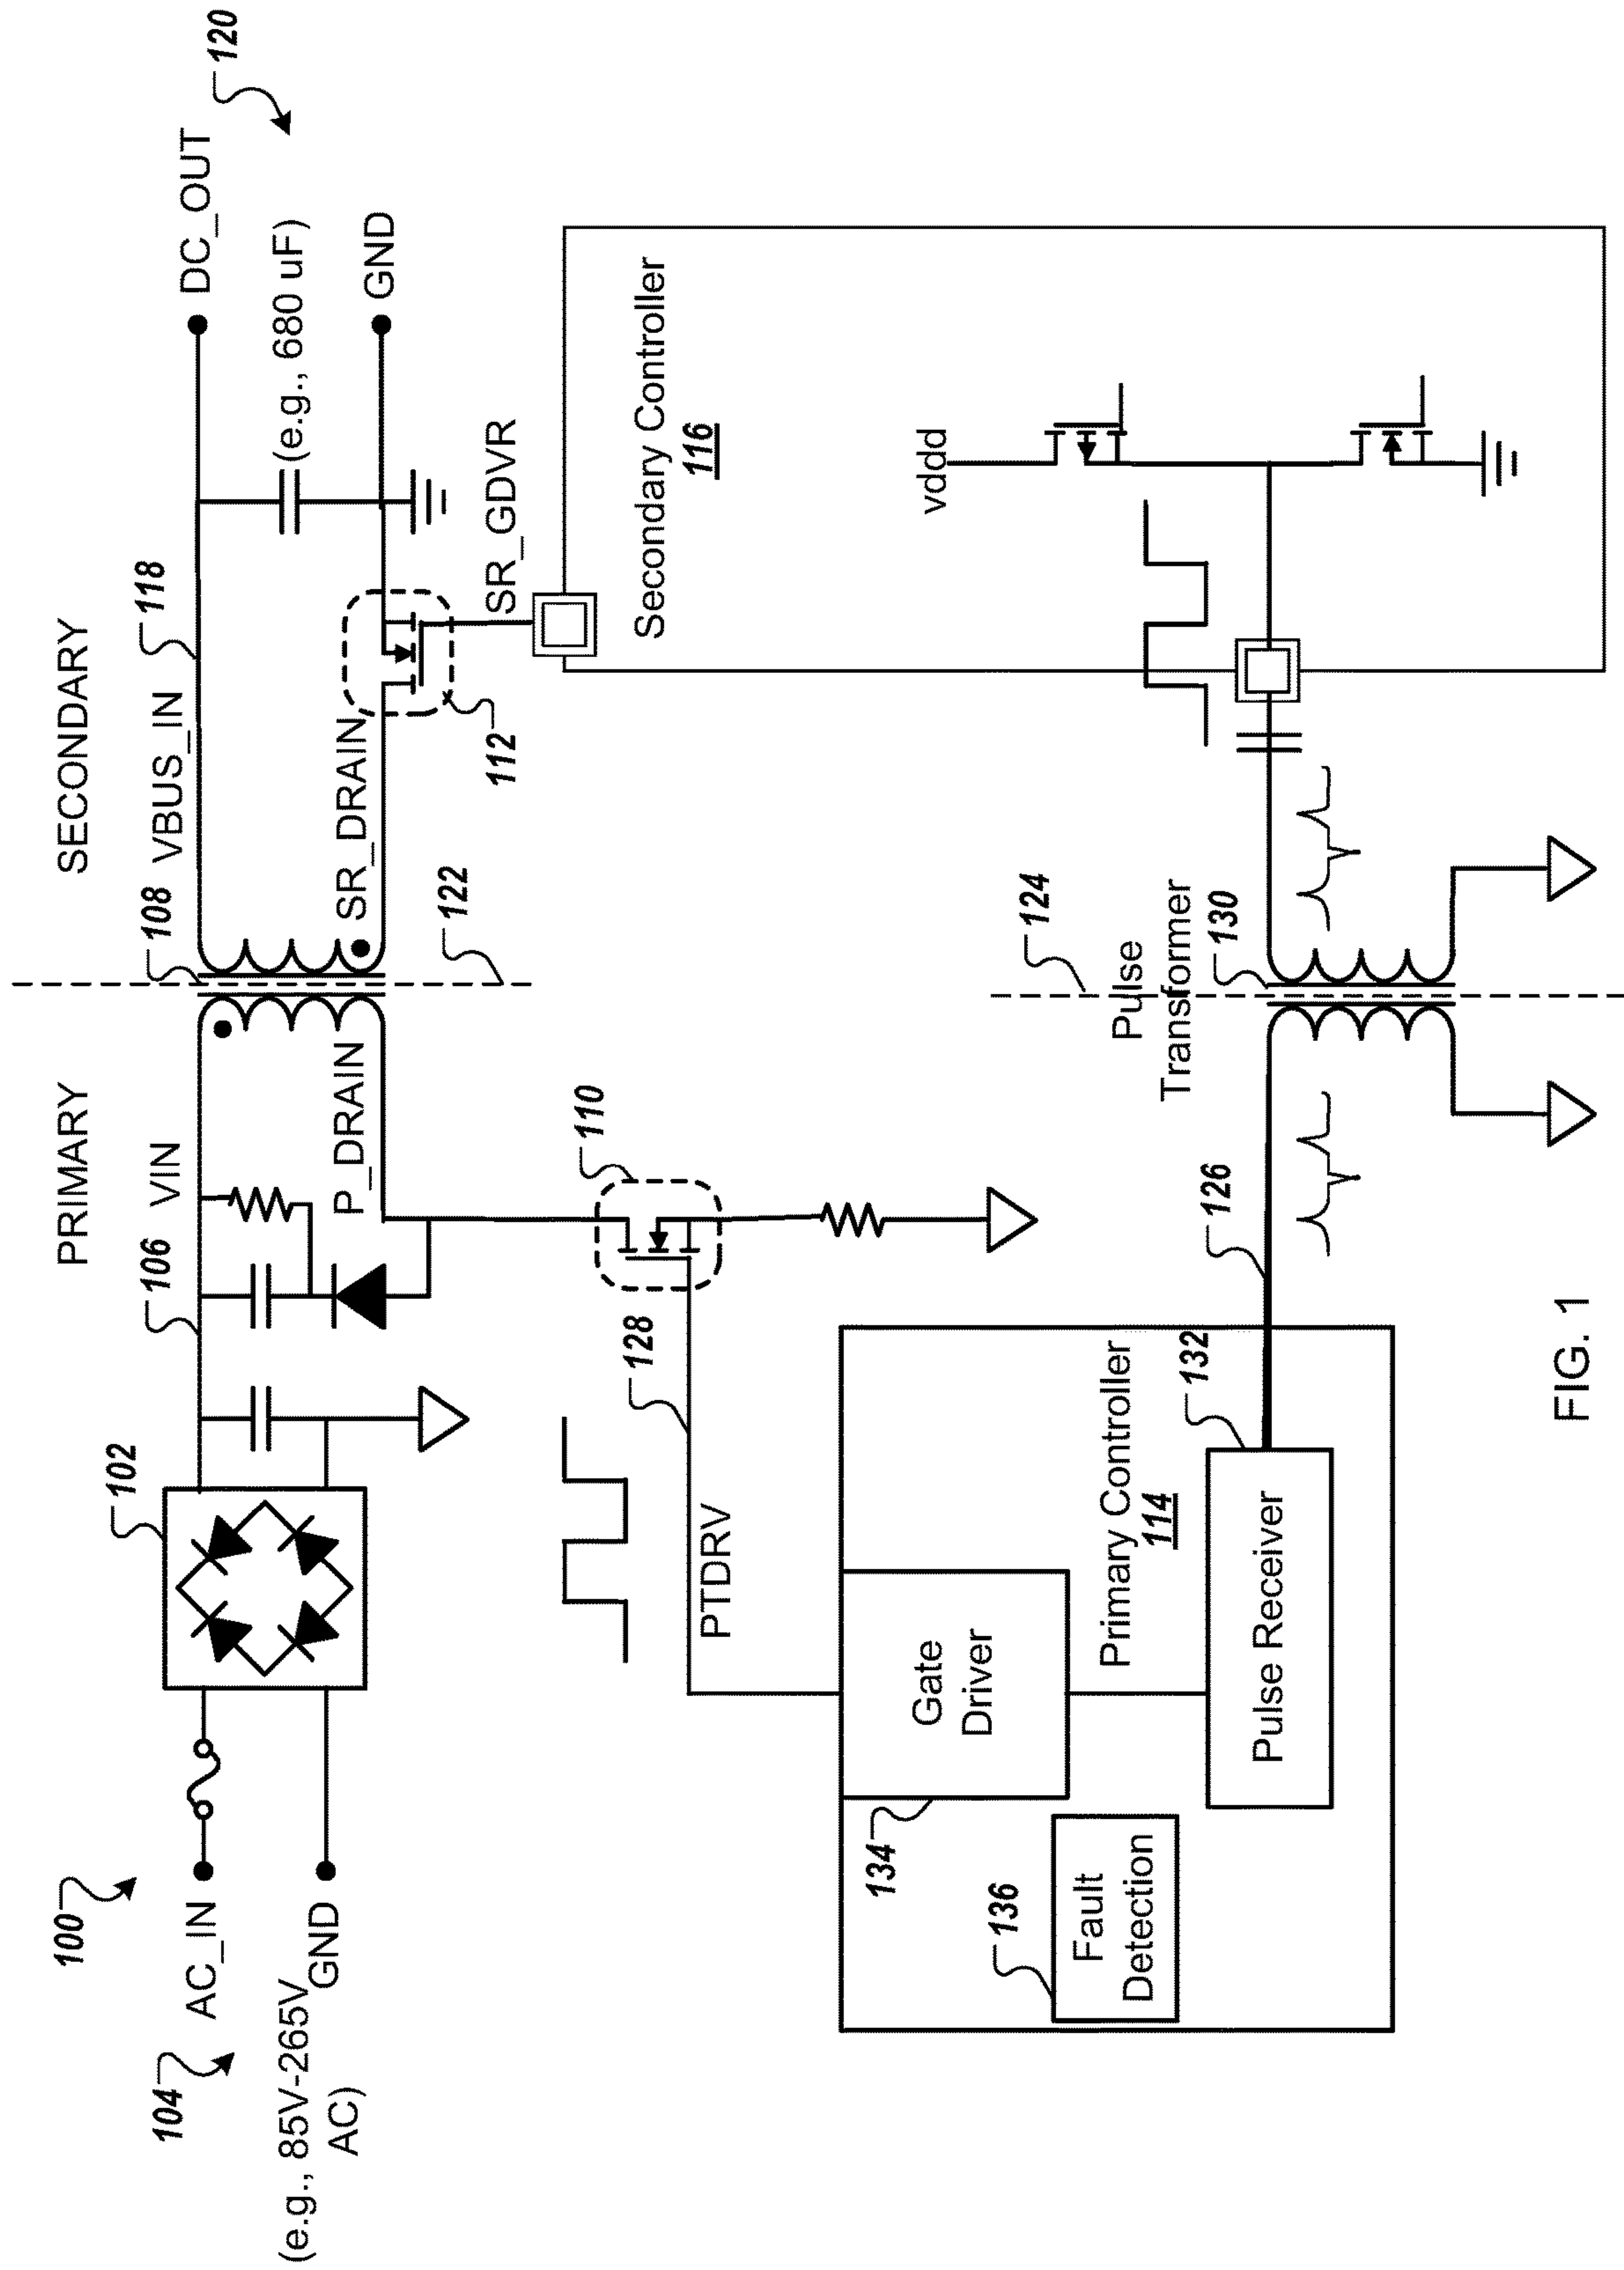 100
120
PRIMARY
SECONDARY
104
AC_IN
(e.g., 85V-265V
AC)
GND
102
106
VIN
108
VBUS_IN
118
DC_OUT
(e.g., 680 uF)
GND
P_DRAIN
SR_DRAIN
122
112
SR_GDVR
110
128
PTDRV
Secondary Controller
116
vddd
134
Gate
Driver
136
Fault
Detection
Primary Controller
114
132
Pulse Receiver
126
124
Pulse
Transformer
130
FIG. 1